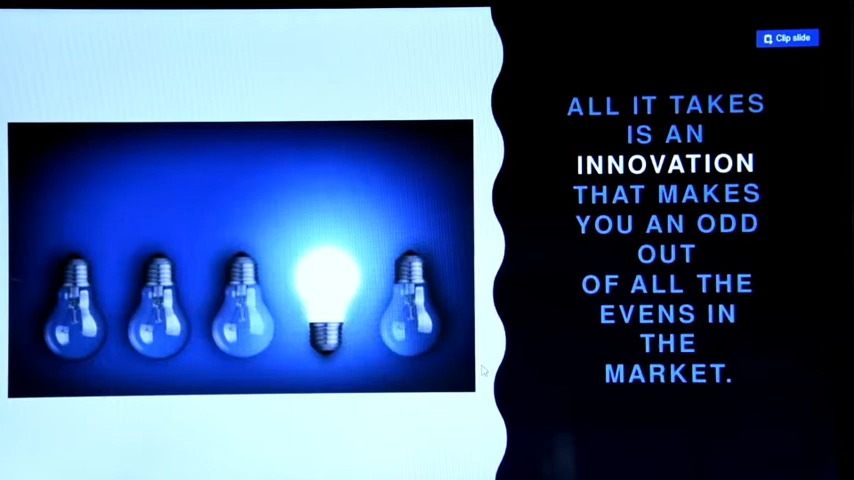 Clip slide
ALL IT TAKES
IS AN
INNOVATION
THAT MAKES
YOU AN ODD
OUT
OF ALL THE
EVENS IN
THE
MARKET.